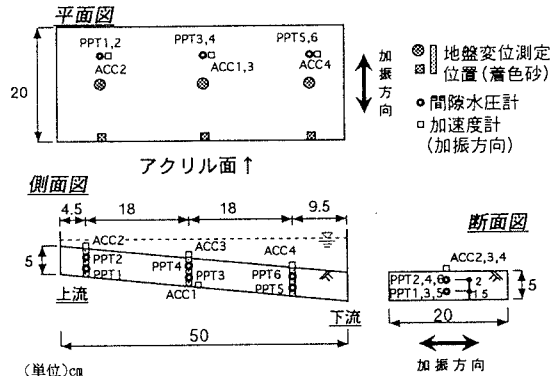 平面図
PPT1,2
ACC2
PPT3,4
ACC1,3
PPT5,6
ACC4
20
加振方向
地盤変位測定
位置(着色砂)
間隙水圧計
加速度計
(加振方向)
アクリル面↑
側面図
4.5
18
18
9.5
ACC2
ACC3
ACC4
PPT2
PPT1
PPT4
PPT3
PPT6
PPT5
ACC1
5
上流
下流
50
断面図
ACC2,3,4
PPT2,4,6
PPT1,3,5
2
1.5
5
20
加振方向
(単位)cm